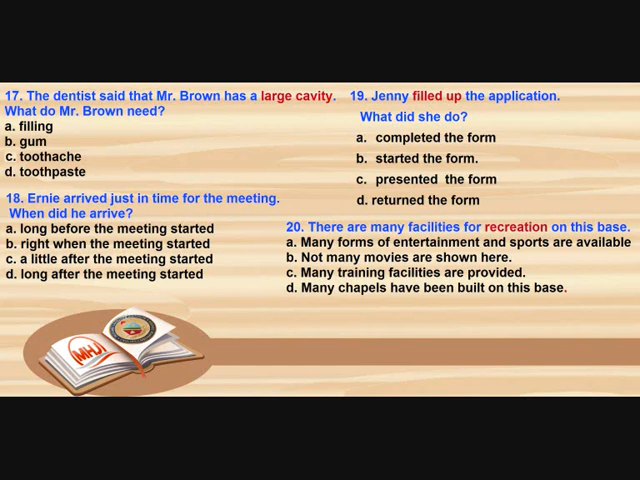 17. The dentist said that Mr. Brown has a large cavity.
What do Mr. Brown need?
a. filling
b. gum
c. toothache
d. toothpaste
18. Ernie arrived just in time for the meeting.
When did he arrive?
a. long before the meeting started
b. right when the meeting started
c. a little after the meeting started
d. long after the meeting started
19. Jenny filled up the application.
What did she do?
a. completed the form
b. started the form.
c. presented the form
d. returned the form
20. There are many facilities for recreation on this base.
a. Many forms of entertainment and sports are available
b. Not many movies are shown here.
c. Many training facilities are provided.
d. Many chapels have been built on this base.